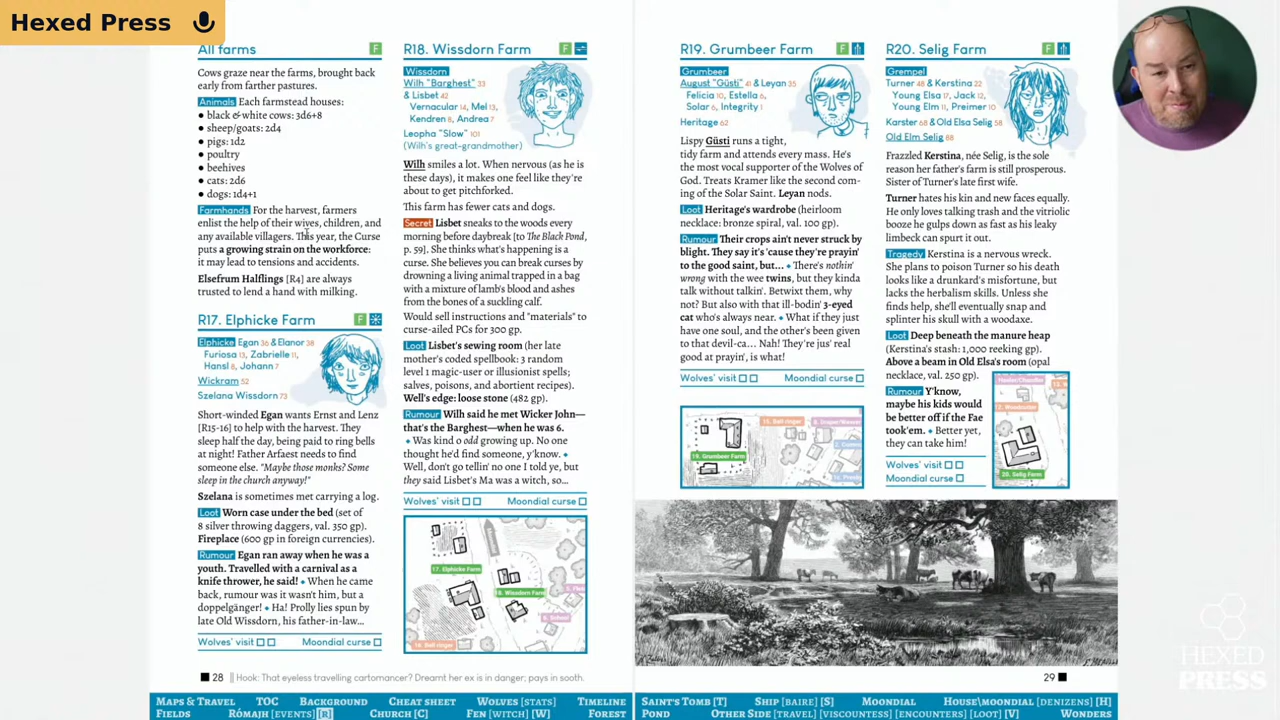 Hexed Press
All farms
F
Cows graze near the farms, brought back
early from farther pastures.
Animals Each farmstead houses:
● black & white cows: 3d6+8
● sheep/goats: 2d4
● pigs: 1d2
● poultry
● beehives
● cats: 2d6
● dogs: 1d4+1
Farmhands For the harvest, farmers
enlist the help of their wives, children, and
any available villagers. This year, the Curse
puts a growing strain on the workforce:
it may lead to tensions and accidents.
Elsefrum Halflings [R4] are always
trusted to lend a hand with milking.
R17. Elphicke Farm
F
Elphicke Egan 36 & Elanor 38
Furiosa 13, Zabrielle 11,
Hansl 8, Johann 7
Wickram 52
Szelana Wissdorn 73
Short-winded Egan wants Ernst and Lenz
[R15-16] to help with the harvest. They
sleep half the day, being paid to ring bells
at night! Father Arfaest needs to find
someone else. "Maybe those monks? Some
sleep in the church anyway!"
Szelana is sometimes met carrying a log.
Loot Worn case under the bed (set of
8 silver throwing daggers, val. 350 gp).
Fireplace (600 gp in foreign currencies).
Rumour Egan ran away when he was a
youth. Travelled with a carnival as a
knife thrower, he said! ◆ When he came
back, rumour was it wasn't him, but a
doppelgänger! ◆ Ha! Prolly lies spun by
late Old Wissdorn, his father-in-law...
Wolves' visit ☐ ☐ Moondial curse ☐
R18. Wissdorn Farm
F
Wissdorn
Wilh "Barghest" 33
& Lisbet 42
Vernacular 14, Mel 13,
Kendren 8, Andrea 7
Leopha "Slow" 101
(Wilh's great-grandmother)
Wilh smiles a lot. When nervous (as he is
these days), it makes one feel like they're
about to get pitchforked.
This farm has fewer cats and dogs.
Secret Lisbet sneaks to the woods every
morning before daybreak [to The Black Pond,
p. 59]. She thinks what's happening is a
curse. She believes you can break curses by
drowning a living animal trapped in a bag
with a mixture of lamb's blood and ashes
from the bones of a suckling calf.
Would sell instructions and "materials" to
curse-ailed PCs for 300 gp.
Loot Lisbet's sewing room (her late
mother's coded spellbook: 3 random
level 1 magic-user or illusionist spells;
salves, poisons, and abortient recipes).
Well's edge: loose stone (482 gp).
Rumour Wilh said he met Wicker John—
that's the Barghest—when he was 6.
◆ Was kind o odd growing up. No one
thought he'd find someone, y'know. ◆
Well, don't go tellin' no one I told ye, but
they said Lisbet's Ma was a witch, so...
Wolves' visit ☐ ☐ Moondial curse ☐
17. Elphicke Farm
18. Wissdorn Farm
14. Bell ringer
R19. Grumbeer Farm
F
Grumbeer
August "Güsti" 41 & Leyan 35
Felicia 10, Estella 6,
Solar 6, Integrity 1
Heritage 62
Lispy Güsti runs a tight,
tidy farm and attends every mass. He's
the most vocal supporter of the Wolves of
God. Treats Kramer like the second com-
ing of the Solar Saint. Leyan nods.
Loot Heritage's wardrobe (heirloom
necklace: bronze spiral, val. 100 gp).
Rumour Their crops ain't never struck by
blight. They say it's 'cause they're prayin'
to the good saint, but... ◆ There's nothin'
wrong with the wee twins, but they kinda
talk without talkin'. Betwixt them, why
not? But also with that ill-bodin' 3-eyed
cat who's always near. ◆ What if they just
have one soul, and the other's been given
to that devil-ca... Nah! They're jus' real
good at prayin', is what!
Wolves' visit ☐ ☐ Moondial curse ☐
15. Bell ringer
19. Grumbeer Farm
R20. Selig Farm
F
Grempel
Turner 48 & Kerstina 22
Young Elsa 17, Jack 12,
Young Elm 11, Preimer 10
Karster 68 & Old Elsa Selig 58
Old Elm Selig 88
Frazzled Kerstina, née Selig, is the sole
reason her father's farm is still prosperous.
Sister of Turner's late first wife.
Turner hates his kin and new faces equally.
He only loves talking trash and the vitriolic
booze he gulps down as fast as his leaky
limbeck can spurt it out.
Tragedy Kerstina is a nervous wreck.
She plans to poison Turner so his death
looks like a drunkard's misfortune, but
lacks the herbalism skills. Unless she
finds help, she'll eventually snap and
splinter his skull with a woodaxe.
Loot Deep beneath the manure heap
(Kerstina's stash: 1,000 reeking gp).
Above a beam in Old Elsa's room (opal
necklace, val. 250 gp).
Rumour Y'know,
maybe his kids would
be better off if the Fae
took'em. ◆ Better yet,
they can take him!
Wolves' visit ☐ ☐
Moondial curse ☐
12. Woodcutter
20. Selig Farm
28 || Hook: That eyeless travelling cartomancer? Dreamt her ex is in danger; pays in sooth.
29
Maps & Travel TOC Background Cheat sheet Wolves [stats] Timeline
Fields Rómajh [events] [R] Church [C] Fen [witch] [W] Forest
Saint's Tomb [T] Ship [Baire] [S] Moondial House\moondial [denizens] [H]
Pond Other Side [travel] [viscountess] [encounters] [loot] [V] Wonders
HEXED
PRESS